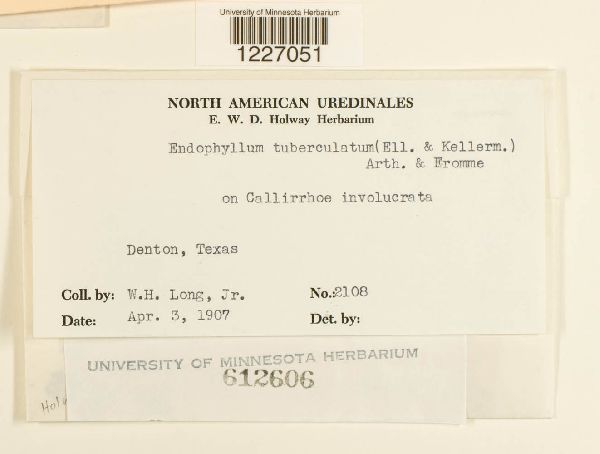 University of Minnesota Herbarium
1227051
NORTH AMERICAN UREDINALES
E. W. D. Holway Herbarium
Endophyllum tuberculatum(Ell. & Kellerm.)
Arth. & Fromme
on Callirrhoe involucrata
Denton, Texas
Coll. by: W.H. Long, Jr. No.:2108
Date: Apr. 3, 1907 Det. by:
UNIVERSITY OF MINNESOTA HERBARIUM
612606